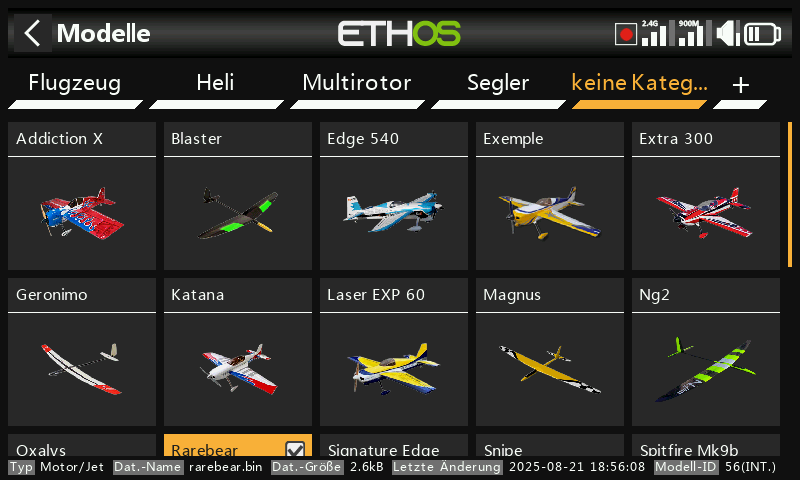 Modelle ETHOS 2.4G 900M
Flugzeug Heli Multirotor Segler keine Kateg... +
Addiction X Blaster Edge 540 Exemple Extra 300
Geronimo Katana Laser EXP 60 Magnus Ng2
Oxalys Rarebear Signature Edge Snipe Spitfire Mk9b
Typ Motor/Jet Dat.-Name rarebear.bin Dat.-Größe 2.6kB Letzte Änderung 2025-08-21 18:56:08 Modell-ID 56(INT.)